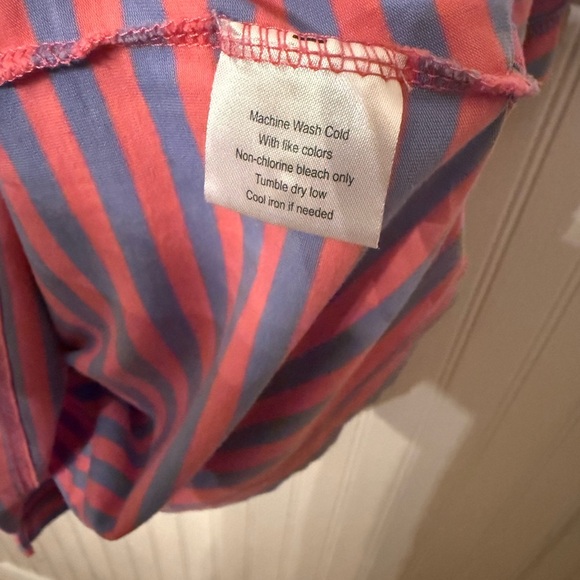 Machine Wash Cold
With like colors
Non-chlorine bleach only
Tumble dry low
Cool iron if needed